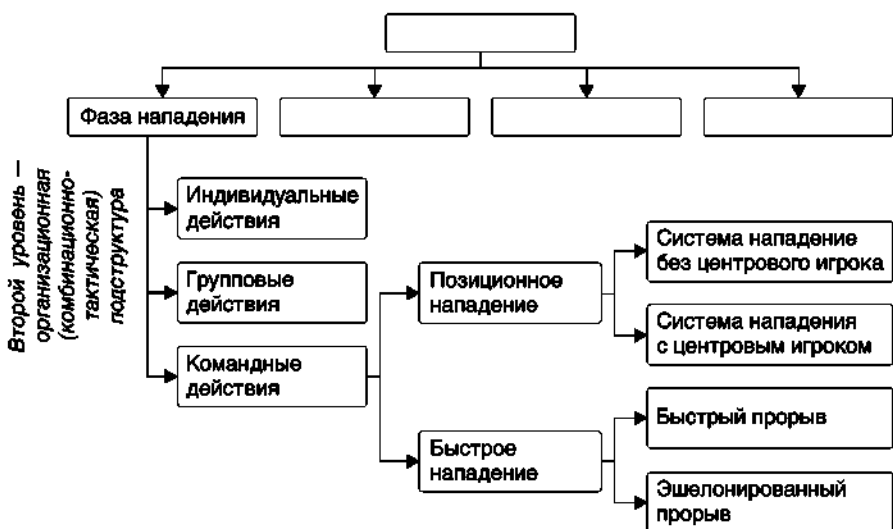 Фаза нападения
Второй уровень —
организационная
(комбинационно-
тактическая)
подструктура
Индивидуальные
действия
Групповые
действия
Командные
действия
Позиционное
нападение
Быстрое
нападение
Система нападение
без центрового игрока
Система нападения
с центровым игроком
Быстрый прорыв
Эшелонированный
прорыв